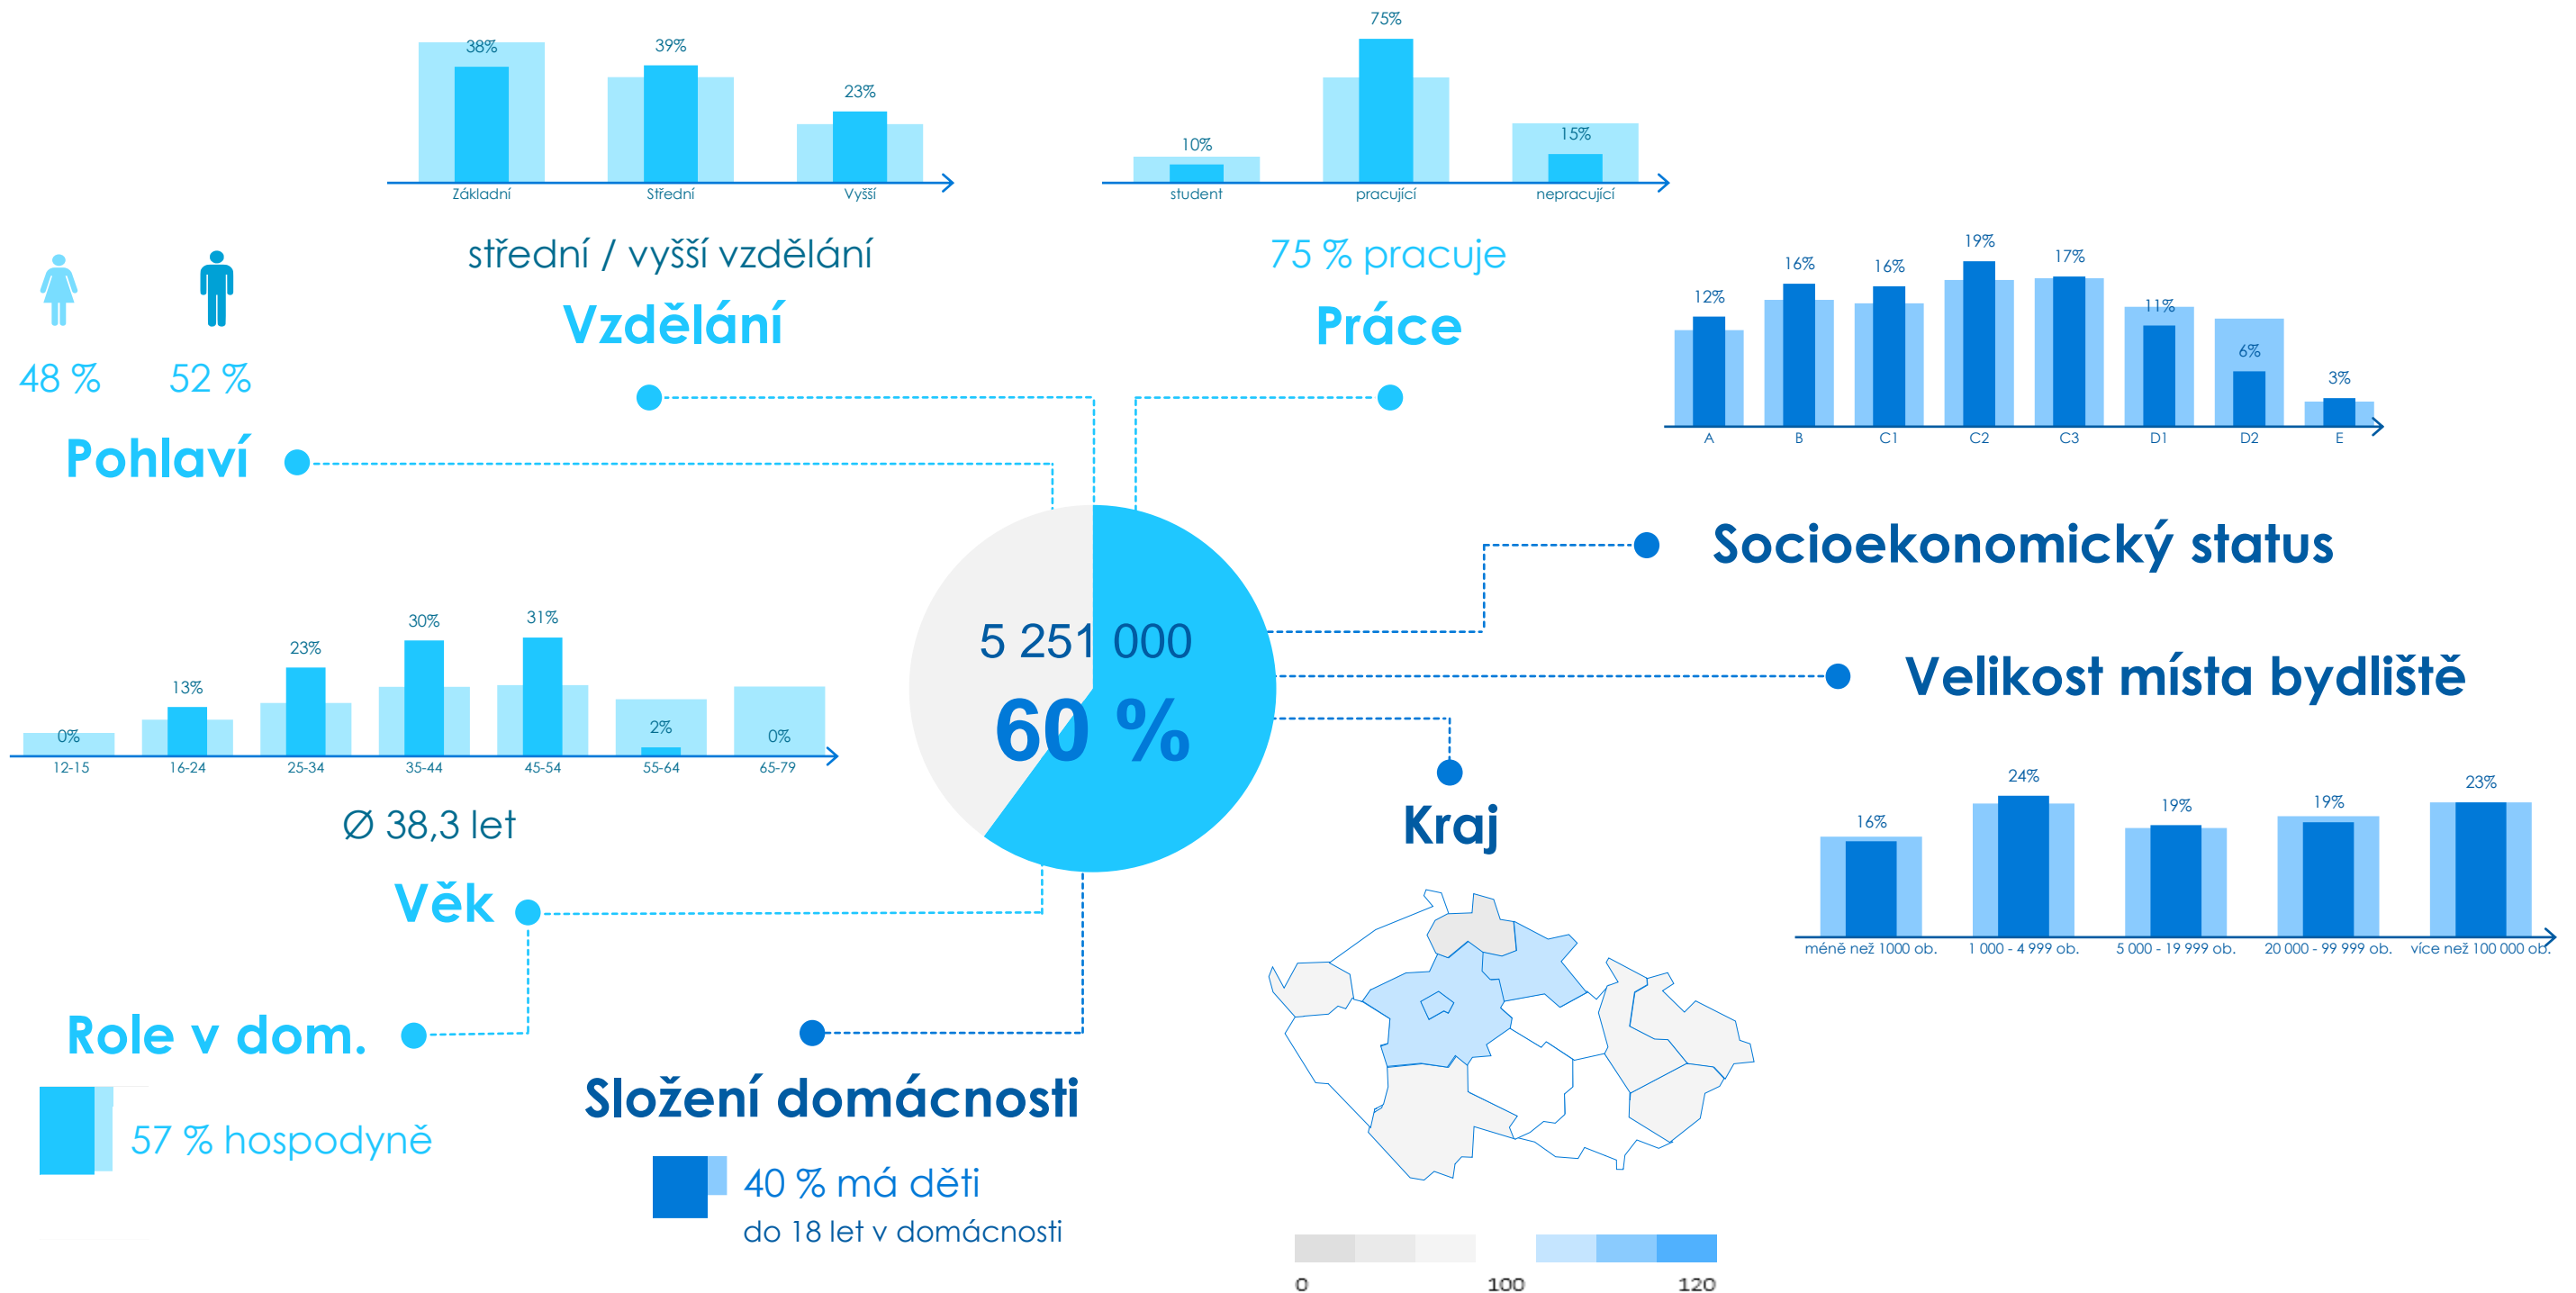 38%
39%
23%
Základní
Střední
Vyšší
střední / vyšší vzdělání
Vzdělání
10%
75%
15%
student
pracující
nepracující
75 % pracuje
Práce
48 %
52 %
Pohlaví
12%
16%
16%
19%
17%
11%
6%
3%
A
B
C1
C2
C3
D1
D2
E
Socioekonomický status
5 251 000
60 %
0%
13%
23%
30%
31%
2%
0%
12-15
16-24
25-34
35-44
45-54
55-64
65-79
Ø 38,3 let
Věk
Velikost místa bydliště
16%
24%
19%
19%
23%
méně než 1000 ob.
1 000 - 4 999 ob.
5 000 - 19 999 ob.
20 000 - 99 999 ob.
více než 100 000 ob.
Kraj
0
100
120
Role v dom.
57 % hospodyně
Složení domácnosti
40 % má děti
do 18 let v domácnosti